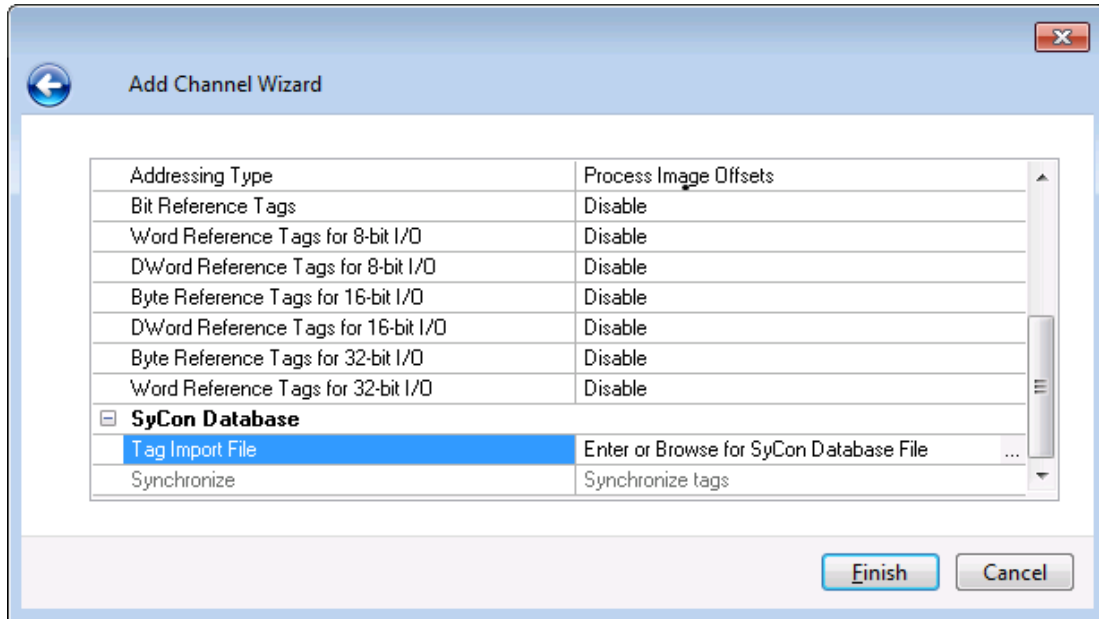 Add Channel Wizard
Addressing Type Process Image Offsets
Bit Reference Tags Disable
Word Reference Tags for 8-bit I/O Disable
DWord Reference Tags for 8-bit I/O Disable
Byte Reference Tags for 16-bit I/O Disable
DWord Reference Tags for 16-bit I/O Disable
Byte Reference Tags for 32-bit I/O Disable
Word Reference Tags for 32-bit I/O Disable
SyCon Database
Tag Import File Enter or Browse for SyCon Database File ...
Synchronize Synchronize tags
Finish Cancel